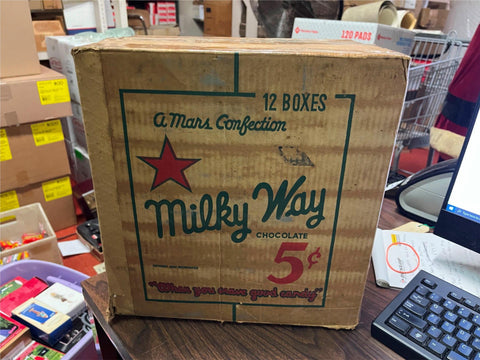 120 PADS
12 BOXES
A Mars Confection
Milky Way
CHOCOLATE
5¢
"When you crave good candy"